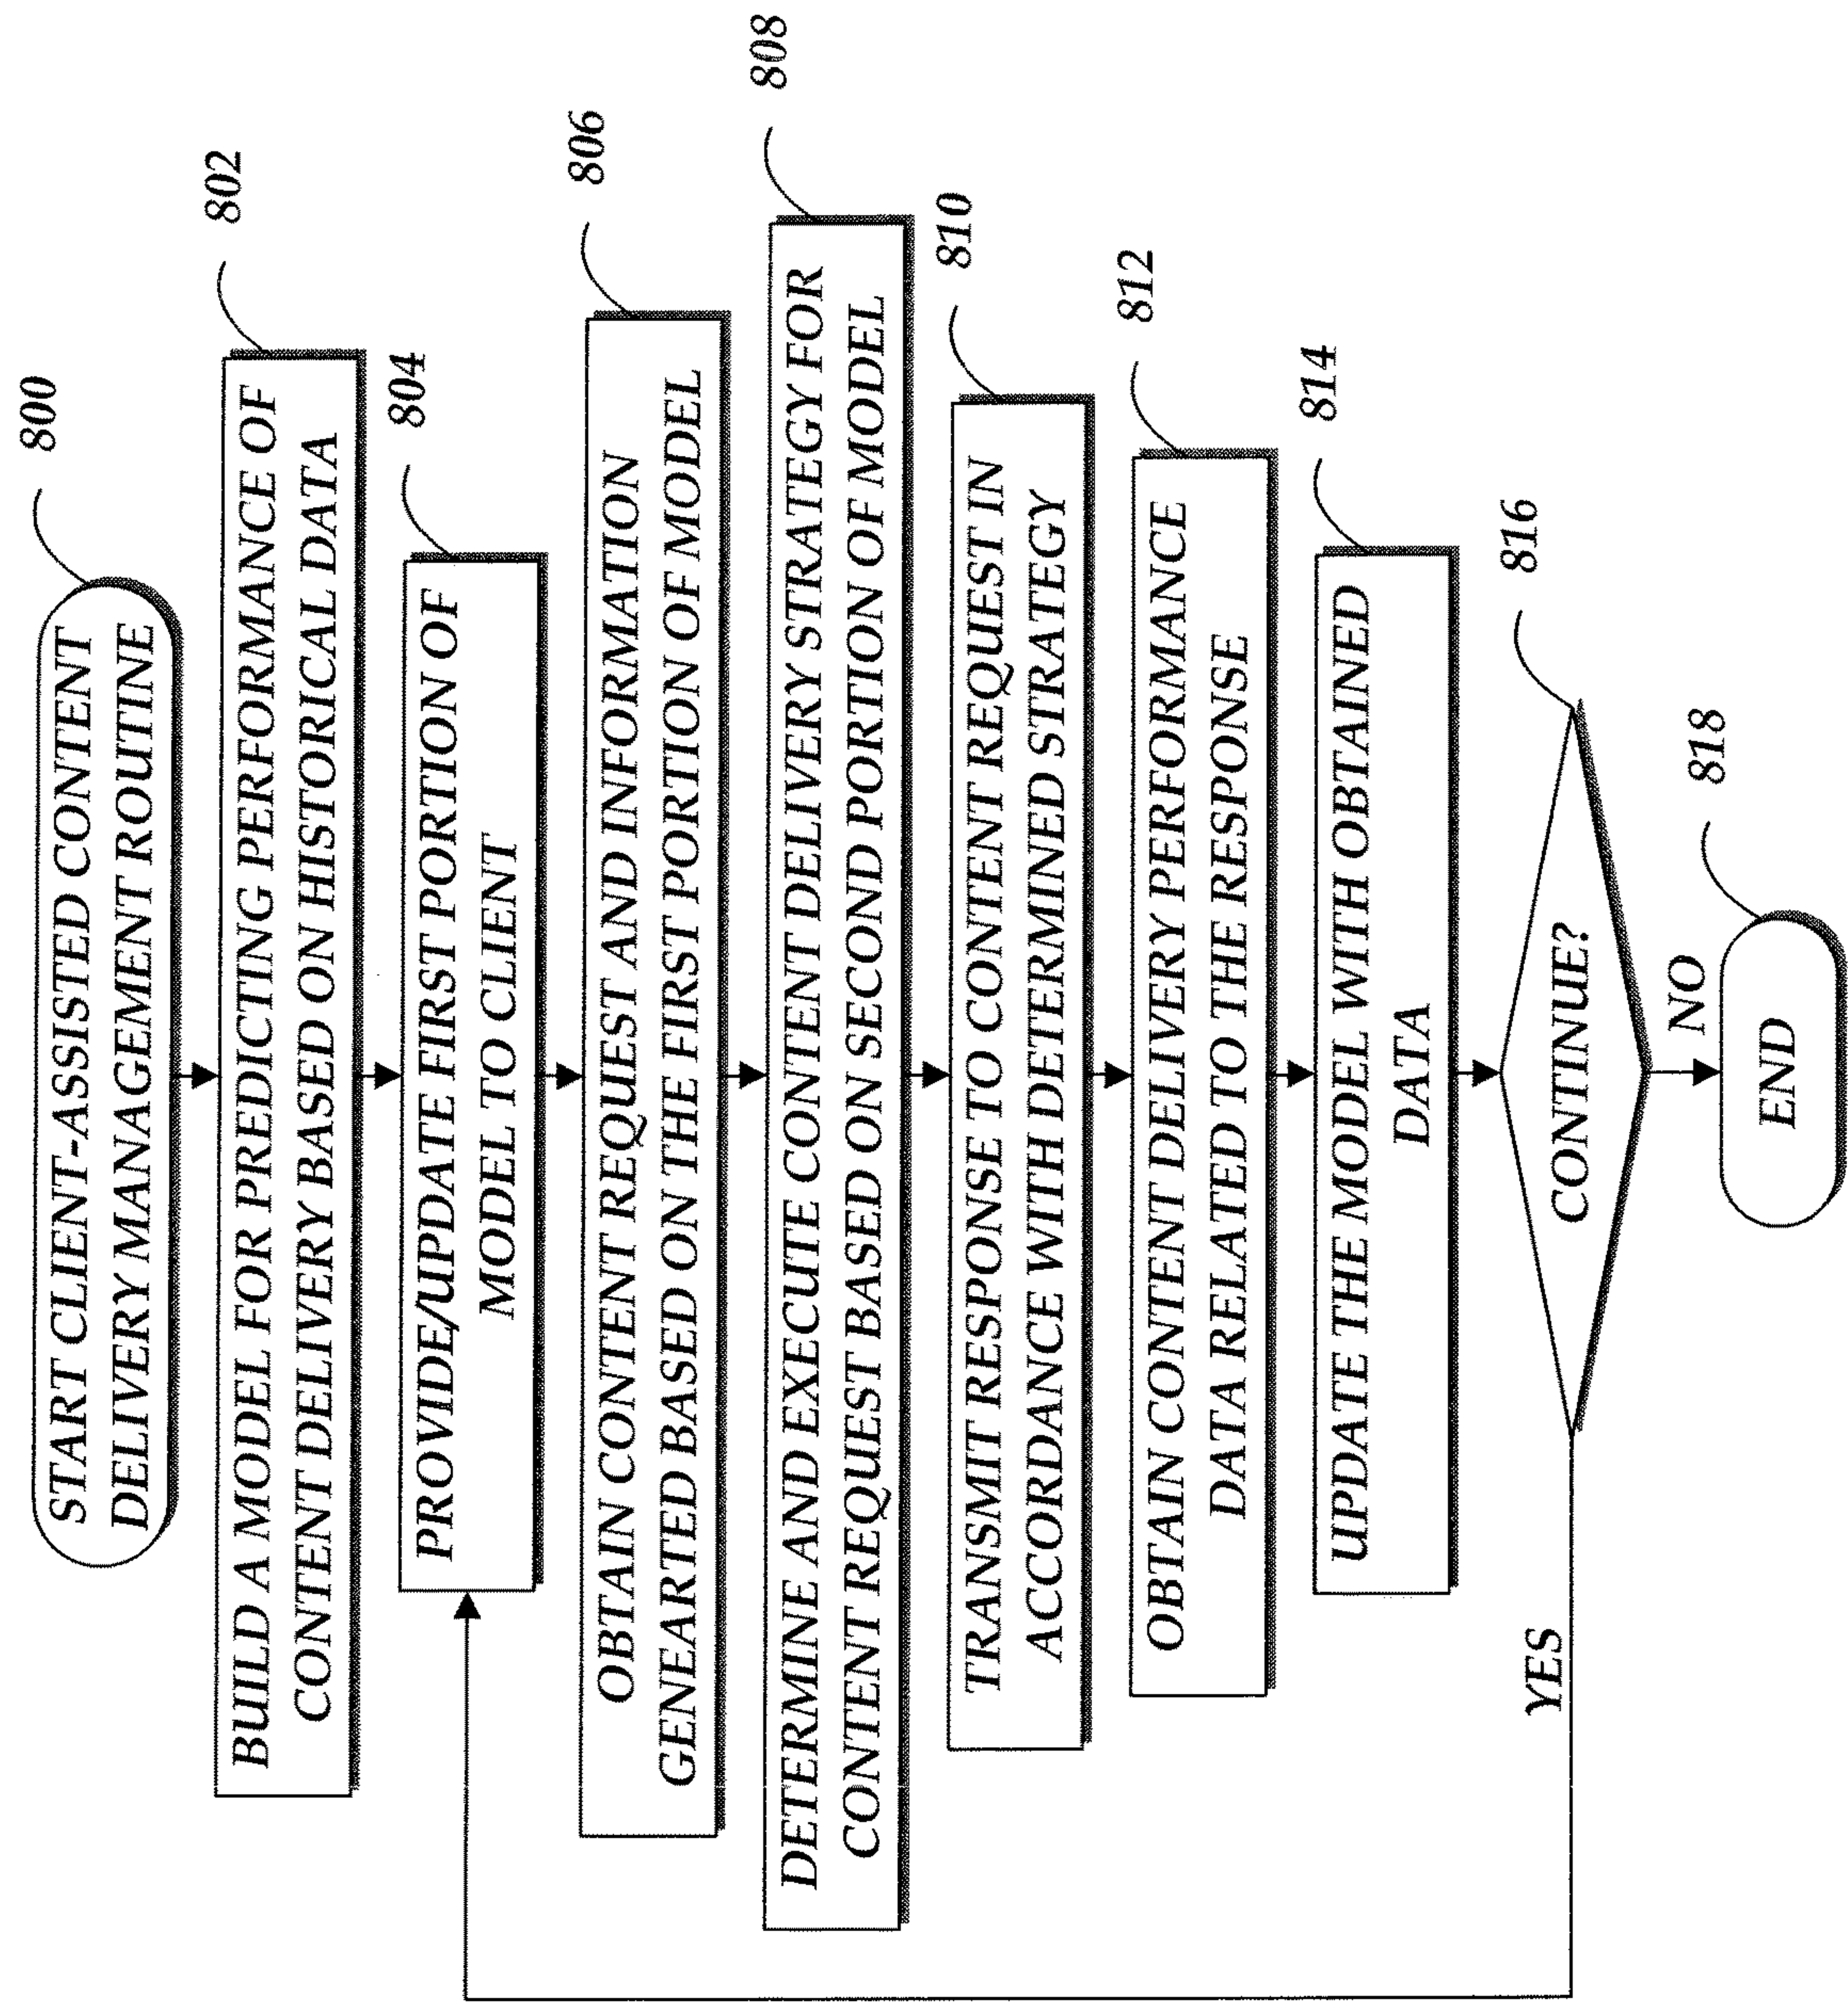 START CLIENT-ASSISTED CONTENT
DELIVERY MANAGEMENT ROUTINE
800
BUILD A MODEL FOR PREDICTING PERFORMANCE OF
CONTENT DELIVERY BASED ON HISTORICAL DATA
802
PROVIDE/UPDATE FIRST PORTION OF
MODEL TO CLIENT
804
OBTAIN CONTENT REQUEST AND INFORMATION
GENEARTED BASED ON THE FIRST PORTION OF MODEL
806
DETERMINE AND EXECUTE CONTENT DELIVERY STRATEGY FOR
CONTENT REQUEST BASED ON SECOND PORTION OF MODEL
808
TRANSMIT RESPONSE TO CONTENT REQUEST IN
ACCORDANCE WITH DETERMINED STRATEGY
810
OBTAIN CONTENT DELIVERY PERFORMANCE
DATA RELATED TO THE RESPONSE
812
UPDATE THE MODEL WITH OBTAINED
DATA
814
YES
CONTINUE?
816
NO
END
818